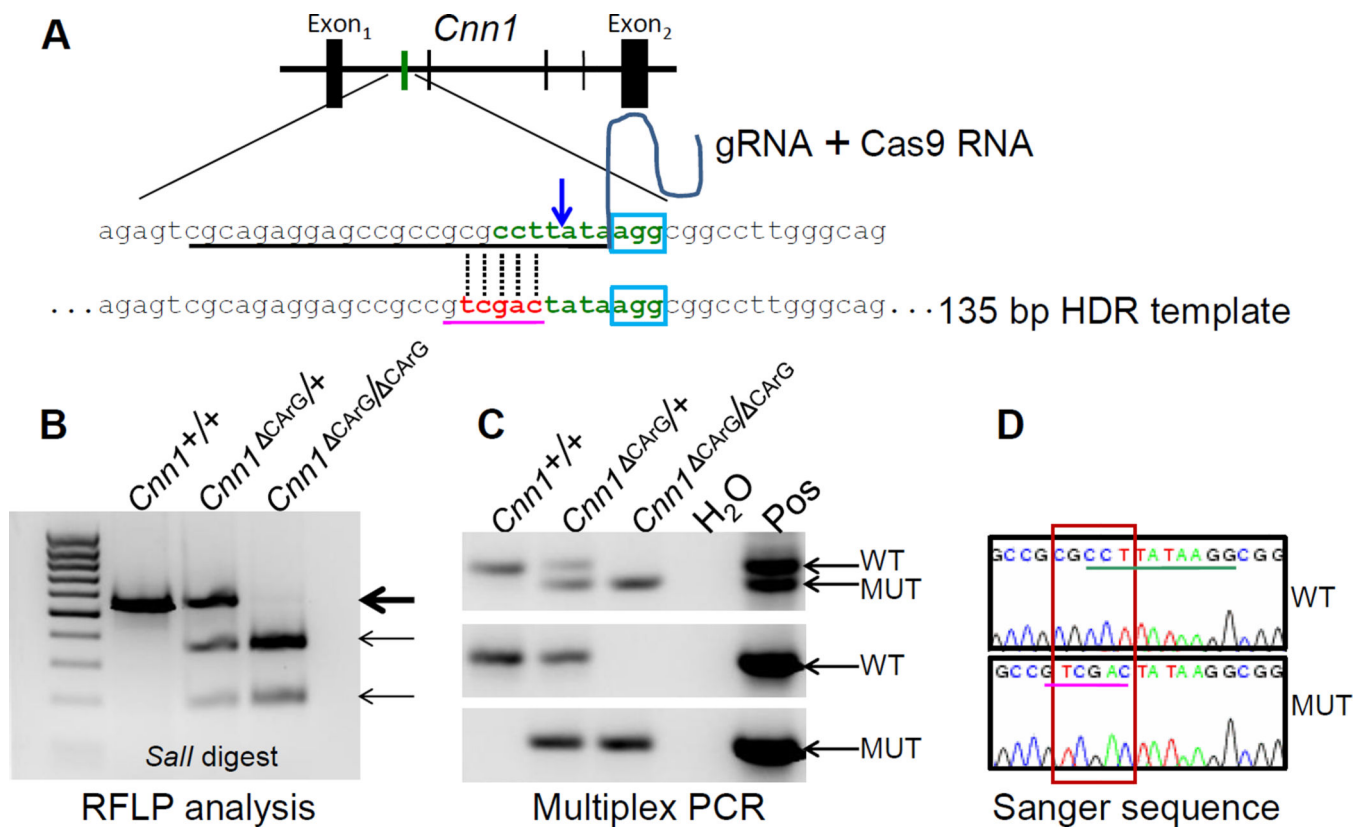 A
Exon1 Cnn1 Exon2
gRNA + Cas9 RNA
agagtcgcagaggagccgccgcgccttataaggcggccttgggcag
...agagtcgcagaggagccgccgtcgactataaggcggccttgggcag...135 bp HDR template
B
Cnn1+/+
Cnn1ΔCArG/+
Cnn1ΔCArG/ΔCArG
SalI digest
RFLP analysis
C
Cnn1+/+
Cnn1ΔCArG/+
Cnn1ΔCArG/ΔCArG
H2O
Pos
WT
MUT
WT
MUT
Multiplex PCR
D
GCCGCGCCTTATAAGGCGG
WT
GCCGTCGACTATAAGGCGG
MUT
Sanger sequence